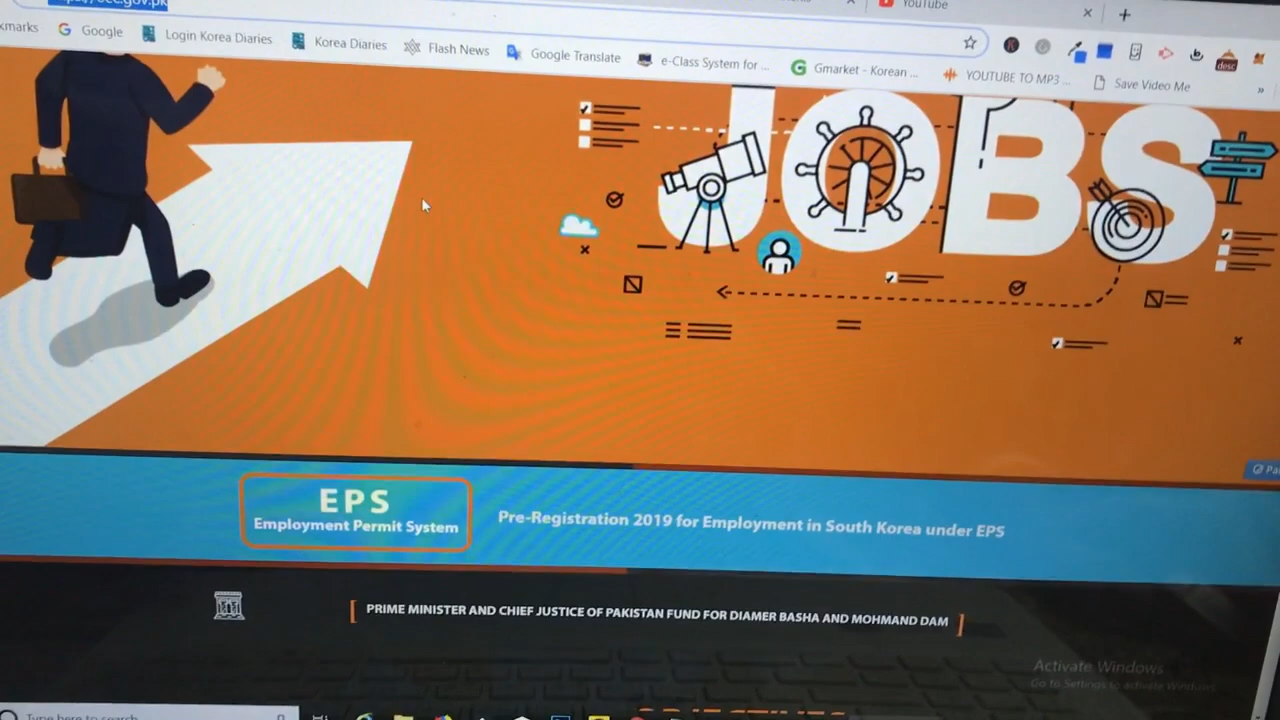 YouTube
Google
Login Korea Diaries
Korea Diaries
Flash News
Google Translate
e-Class System for ...
Gmarket - Korean ...
YOUTUBE TO MP3 ...
Save Video Me
»
desc
JOBS
EPS
Employment Permit System
Pre-Registration 2019 for Employment in South Korea under EPS
[ PRIME MINISTER AND CHIEF JUSTICE OF PAKISTAN FUND FOR DIAMER BASHA AND MOHMAND DAM ]
Activate Windows
Go to Settings to activate Windows.
Type here to search